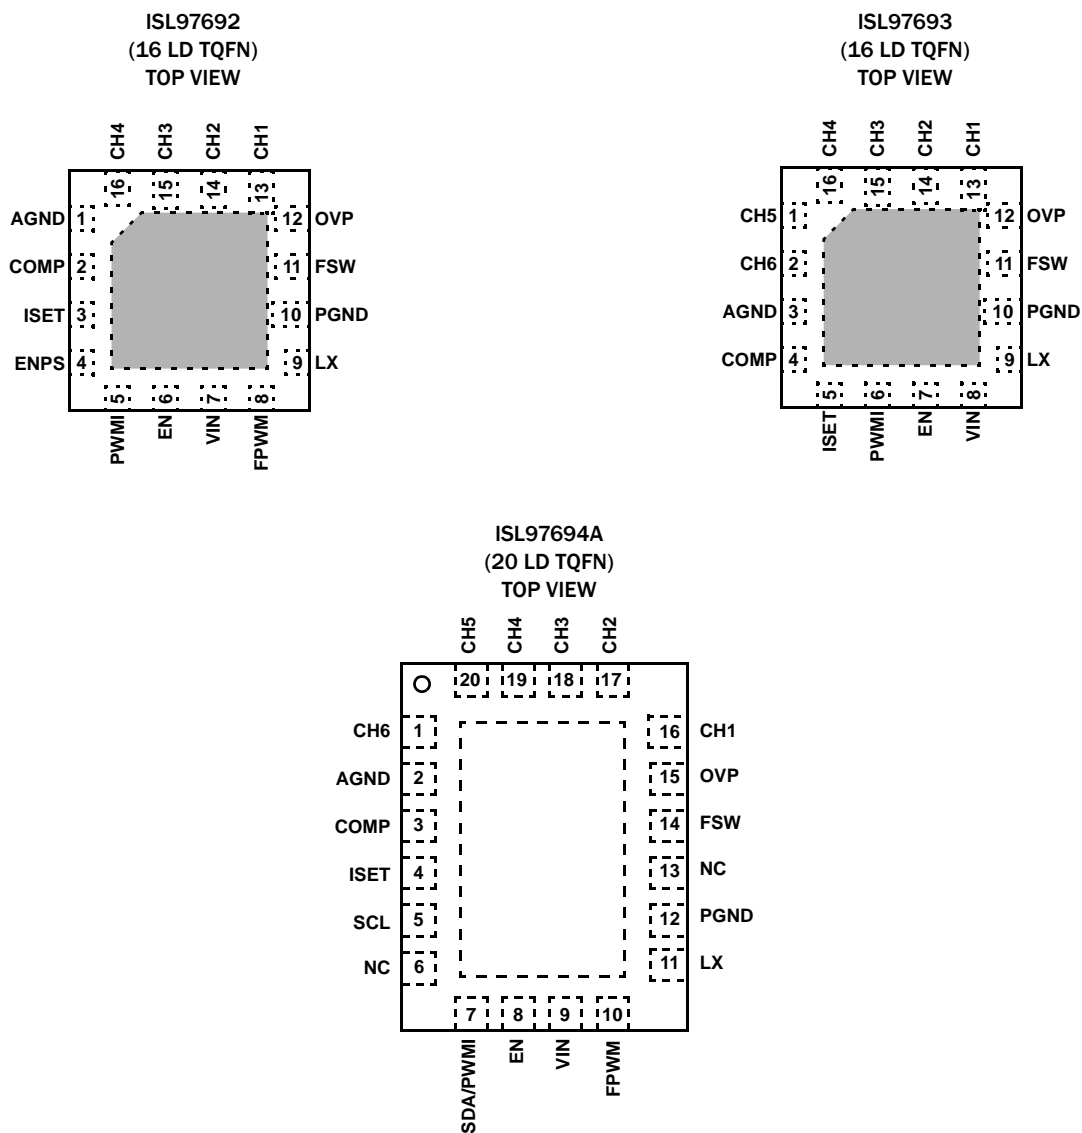 ISL97692
(16 LD TQFN)
TOP VIEW
CH4 CH3 CH2 CH1
16 15 14 13
AGND 1 12 OVP
COMP 2 11 FSW
ISET 3 10 PGND
ENPS 4 9 LX
5 6 7 8
PWMI EN VIN FPWM
ISL97693
(16 LD TQFN)
TOP VIEW
CH4 CH3 CH2 CH1
16 15 14 13
CH5 1 12 OVP
CH6 2 11 FSW
AGND 3 10 PGND
COMP 4 9 LX
5 6 7 8
ISET PWMI EN VIN
ISL97694A
(20 LD TQFN)
TOP VIEW
CH5 CH4 CH3 CH2
20 19 18 17
CH6 1 16 CH1
AGND 2 15 OVP
COMP 3 14 FSW
ISET 4 13 NC
SCL 5 12 PGND
NC 6 11 LX
7 8 9 10
SDA/PWMI EN VIN FPWM